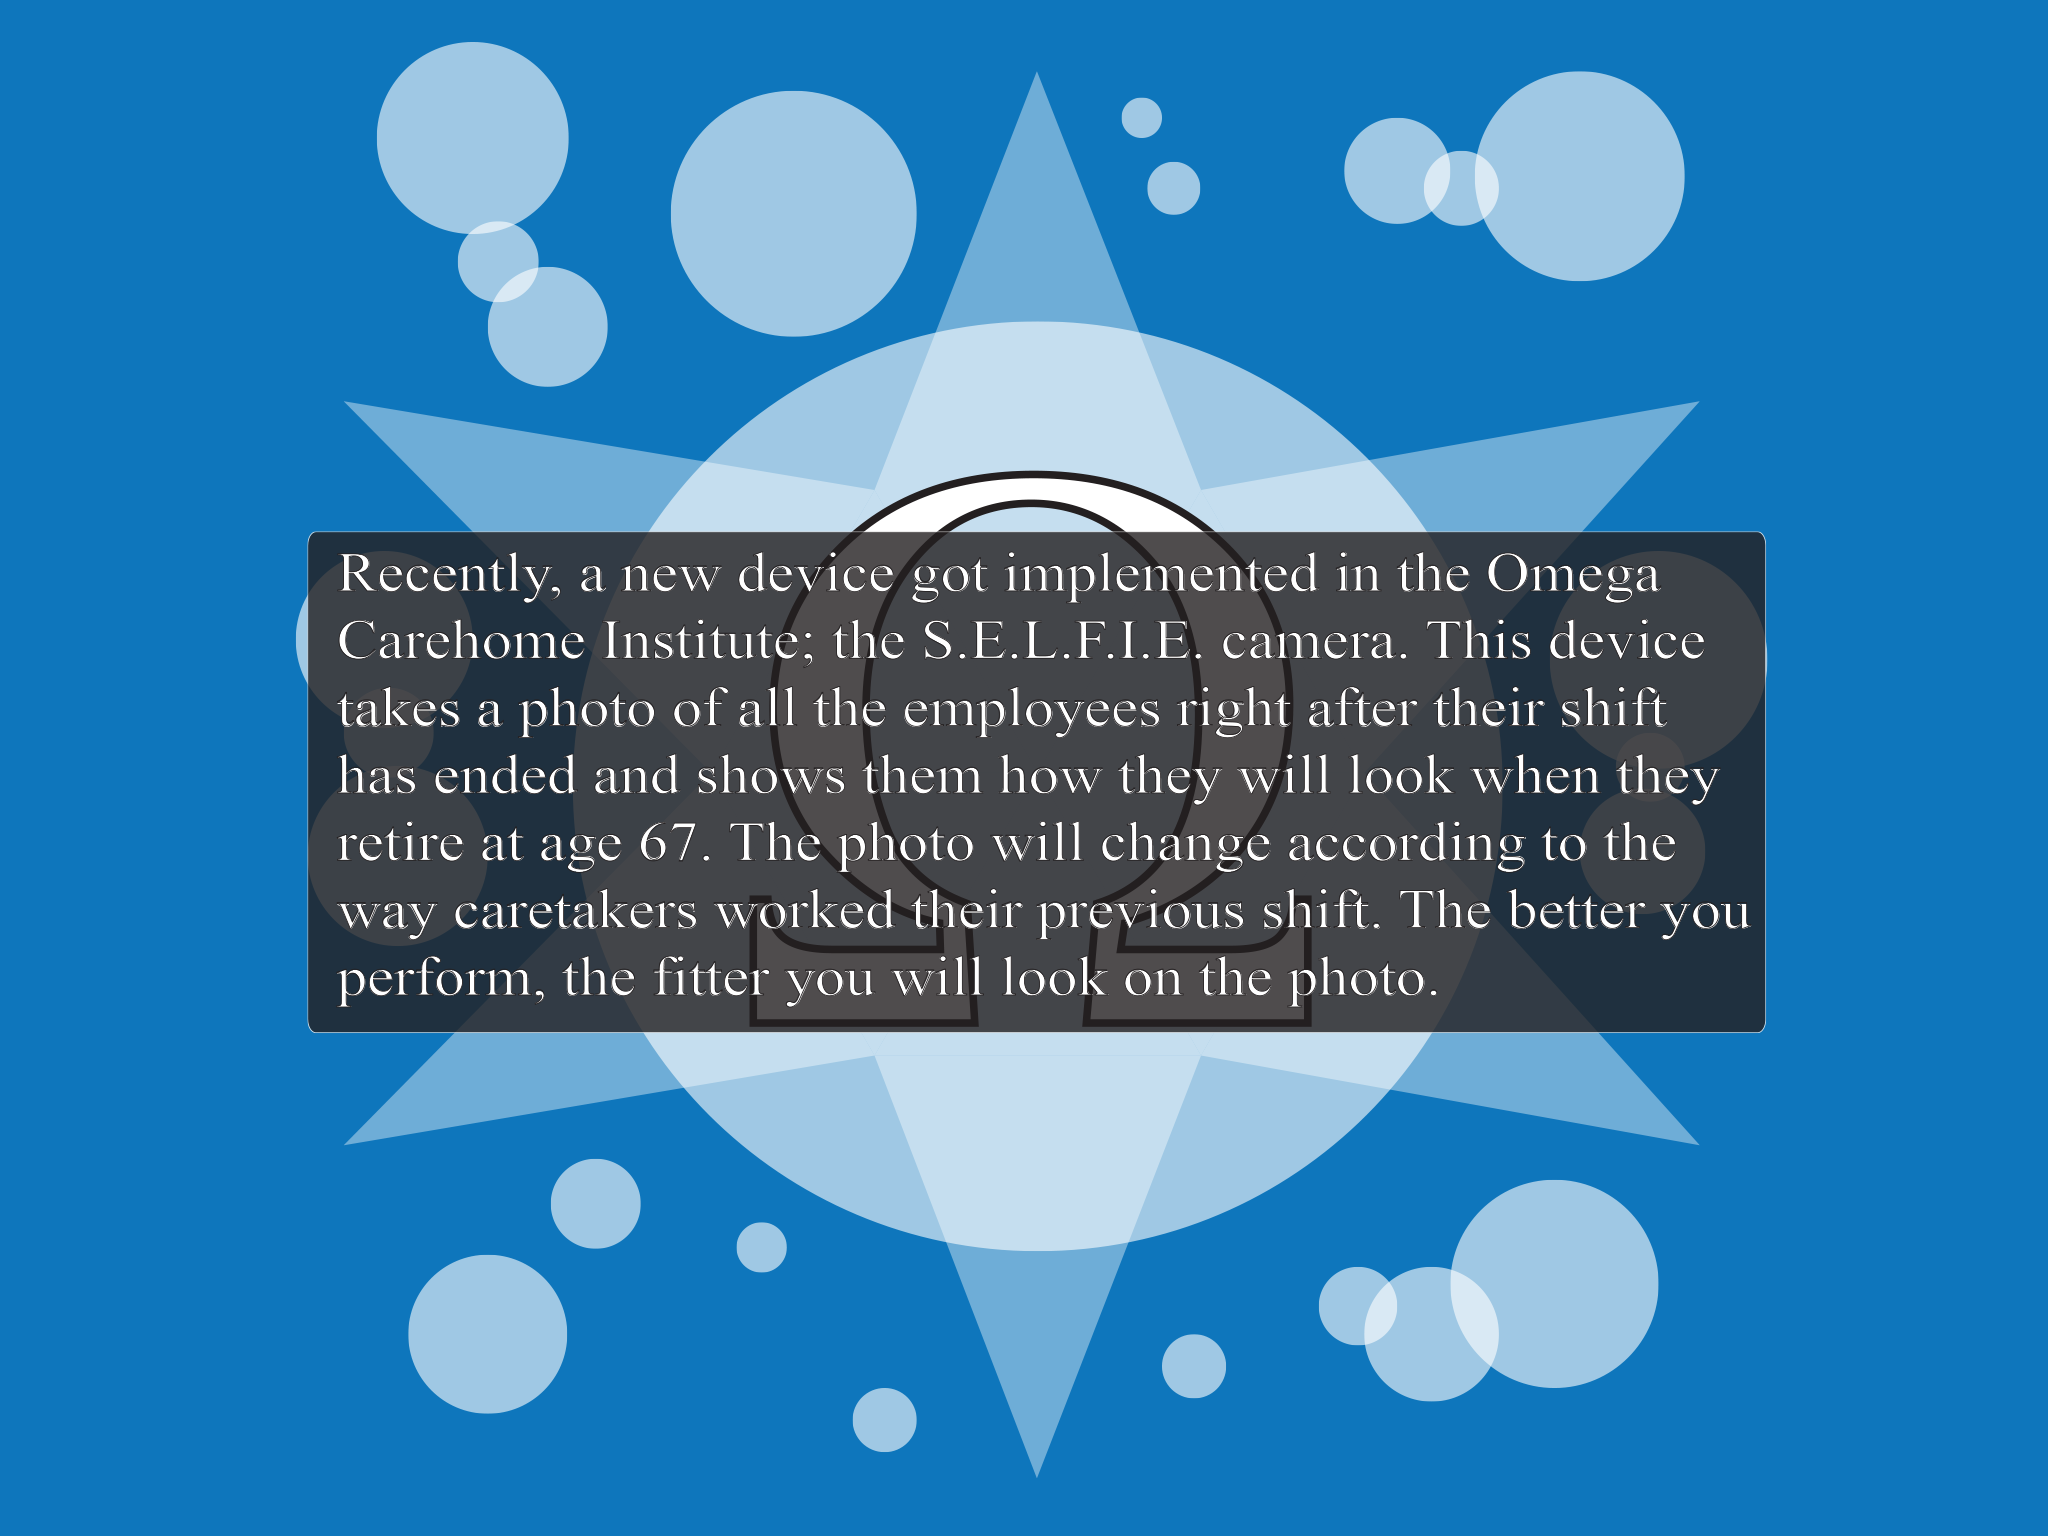 Recently, a new device got implemented in the Omega
Carehome Institute; the S.E.L.F.I.E. camera. This device
takes a photo of all the employees right after their shift
has ended and shows them how they will look when they
retire at age 67. The photo will change according to the
way caretakers worked their previous shift. The better you
perform, the fitter you will look on the photo.
Ω